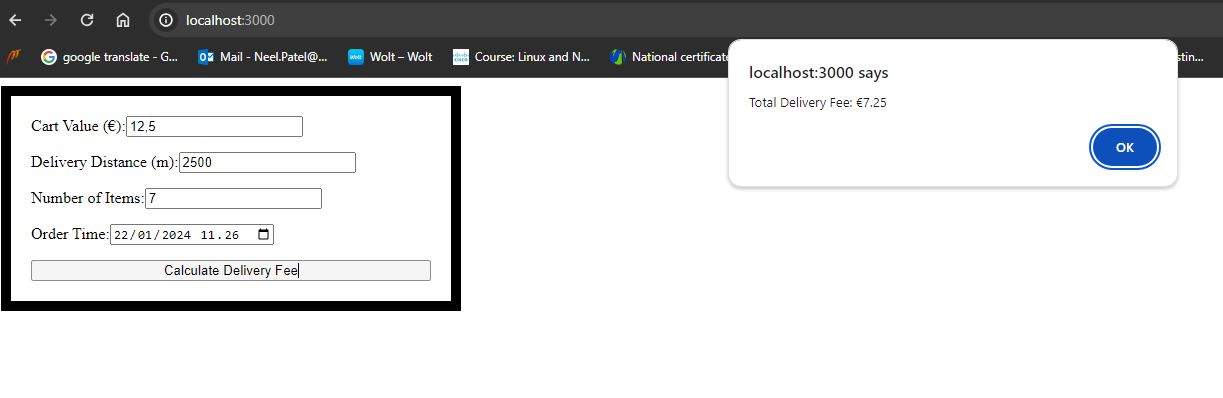 localhost:3000
google translate - G...
Mail - Neel.Patel@...
Wolt – Wolt
Course: Linux and N...
National certificate
stin...
localhost:3000 says
Total Delivery Fee: €7.25
OK
Cart Value (€): 12,5
Delivery Distance (m): 2500
Number of Items: 7
Order Time: 22/01/2024 11.26
Calculate Delivery Fee